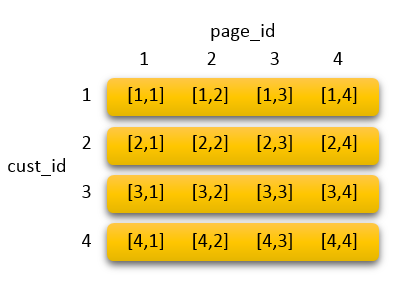 page_id
1 2 3 4
1 [1,1] [1,2] [1,3] [1,4]
2 [2,1] [2,2] [2,3] [2,4]
cust_id
3 [3,1] [3,2] [3,3] [3,4]
4 [4,1] [4,2] [4,3] [4,4]